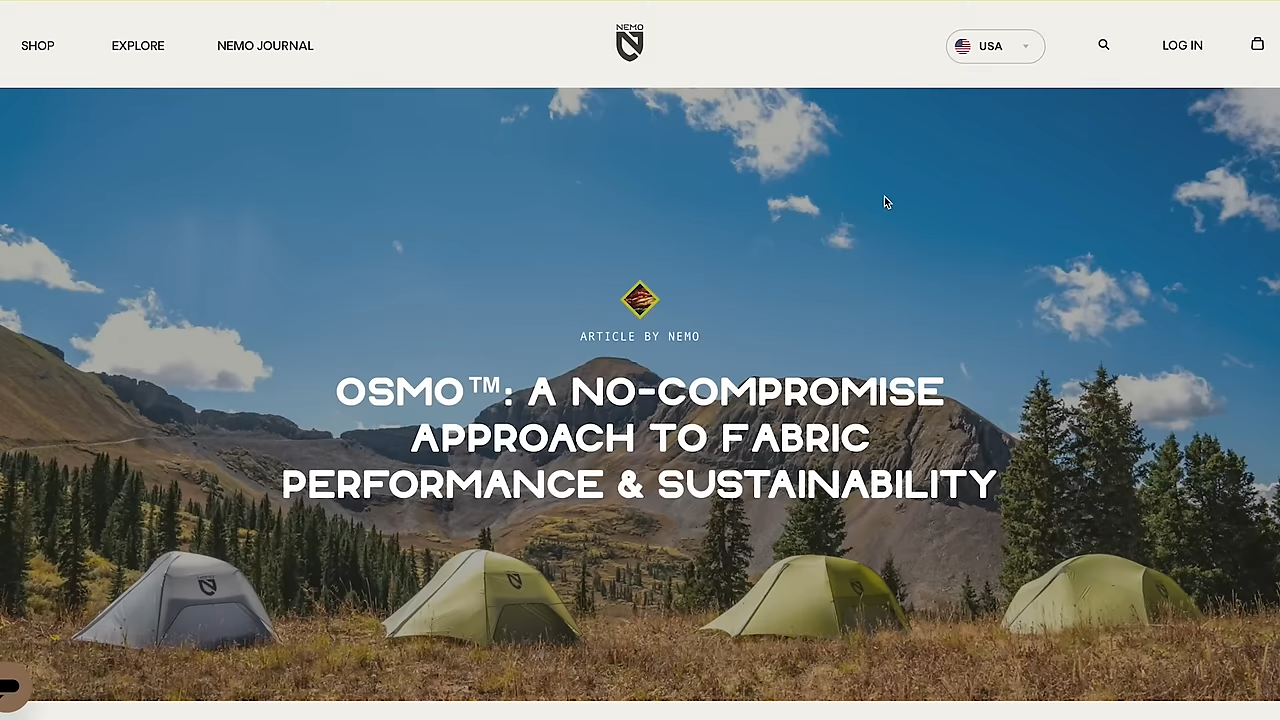 SHOP
EXPLORE
NEMO JOURNAL
NEMO
USA
LOG IN
ARTICLE BY NEMO
OSMO™: A NO-COMPROMISE
APPROACH TO FABRIC
PERFORMANCE & SUSTAINABILITY